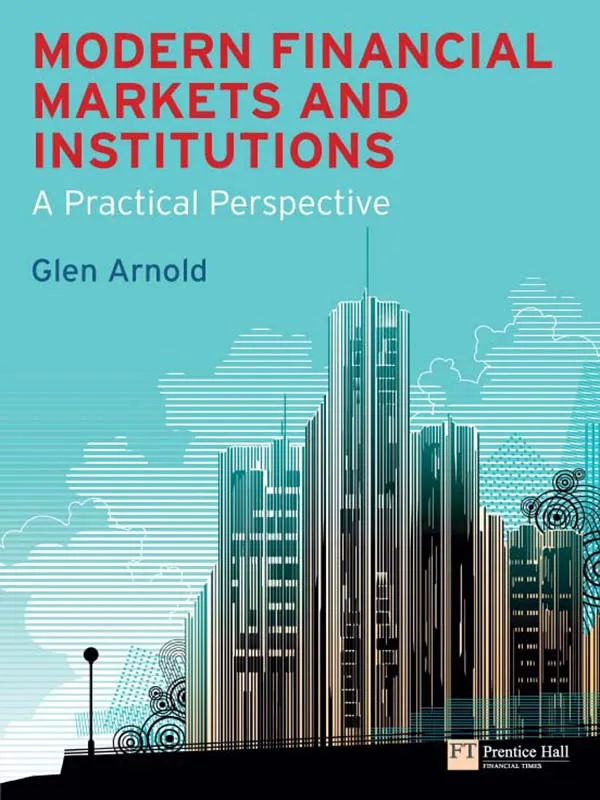 MODERN FINANCIAL
MARKETS AND
INSTITUTIONS
A Practical Perspective
Glen Arnold
FT Prentice Hall
FINANCIAL TIMES